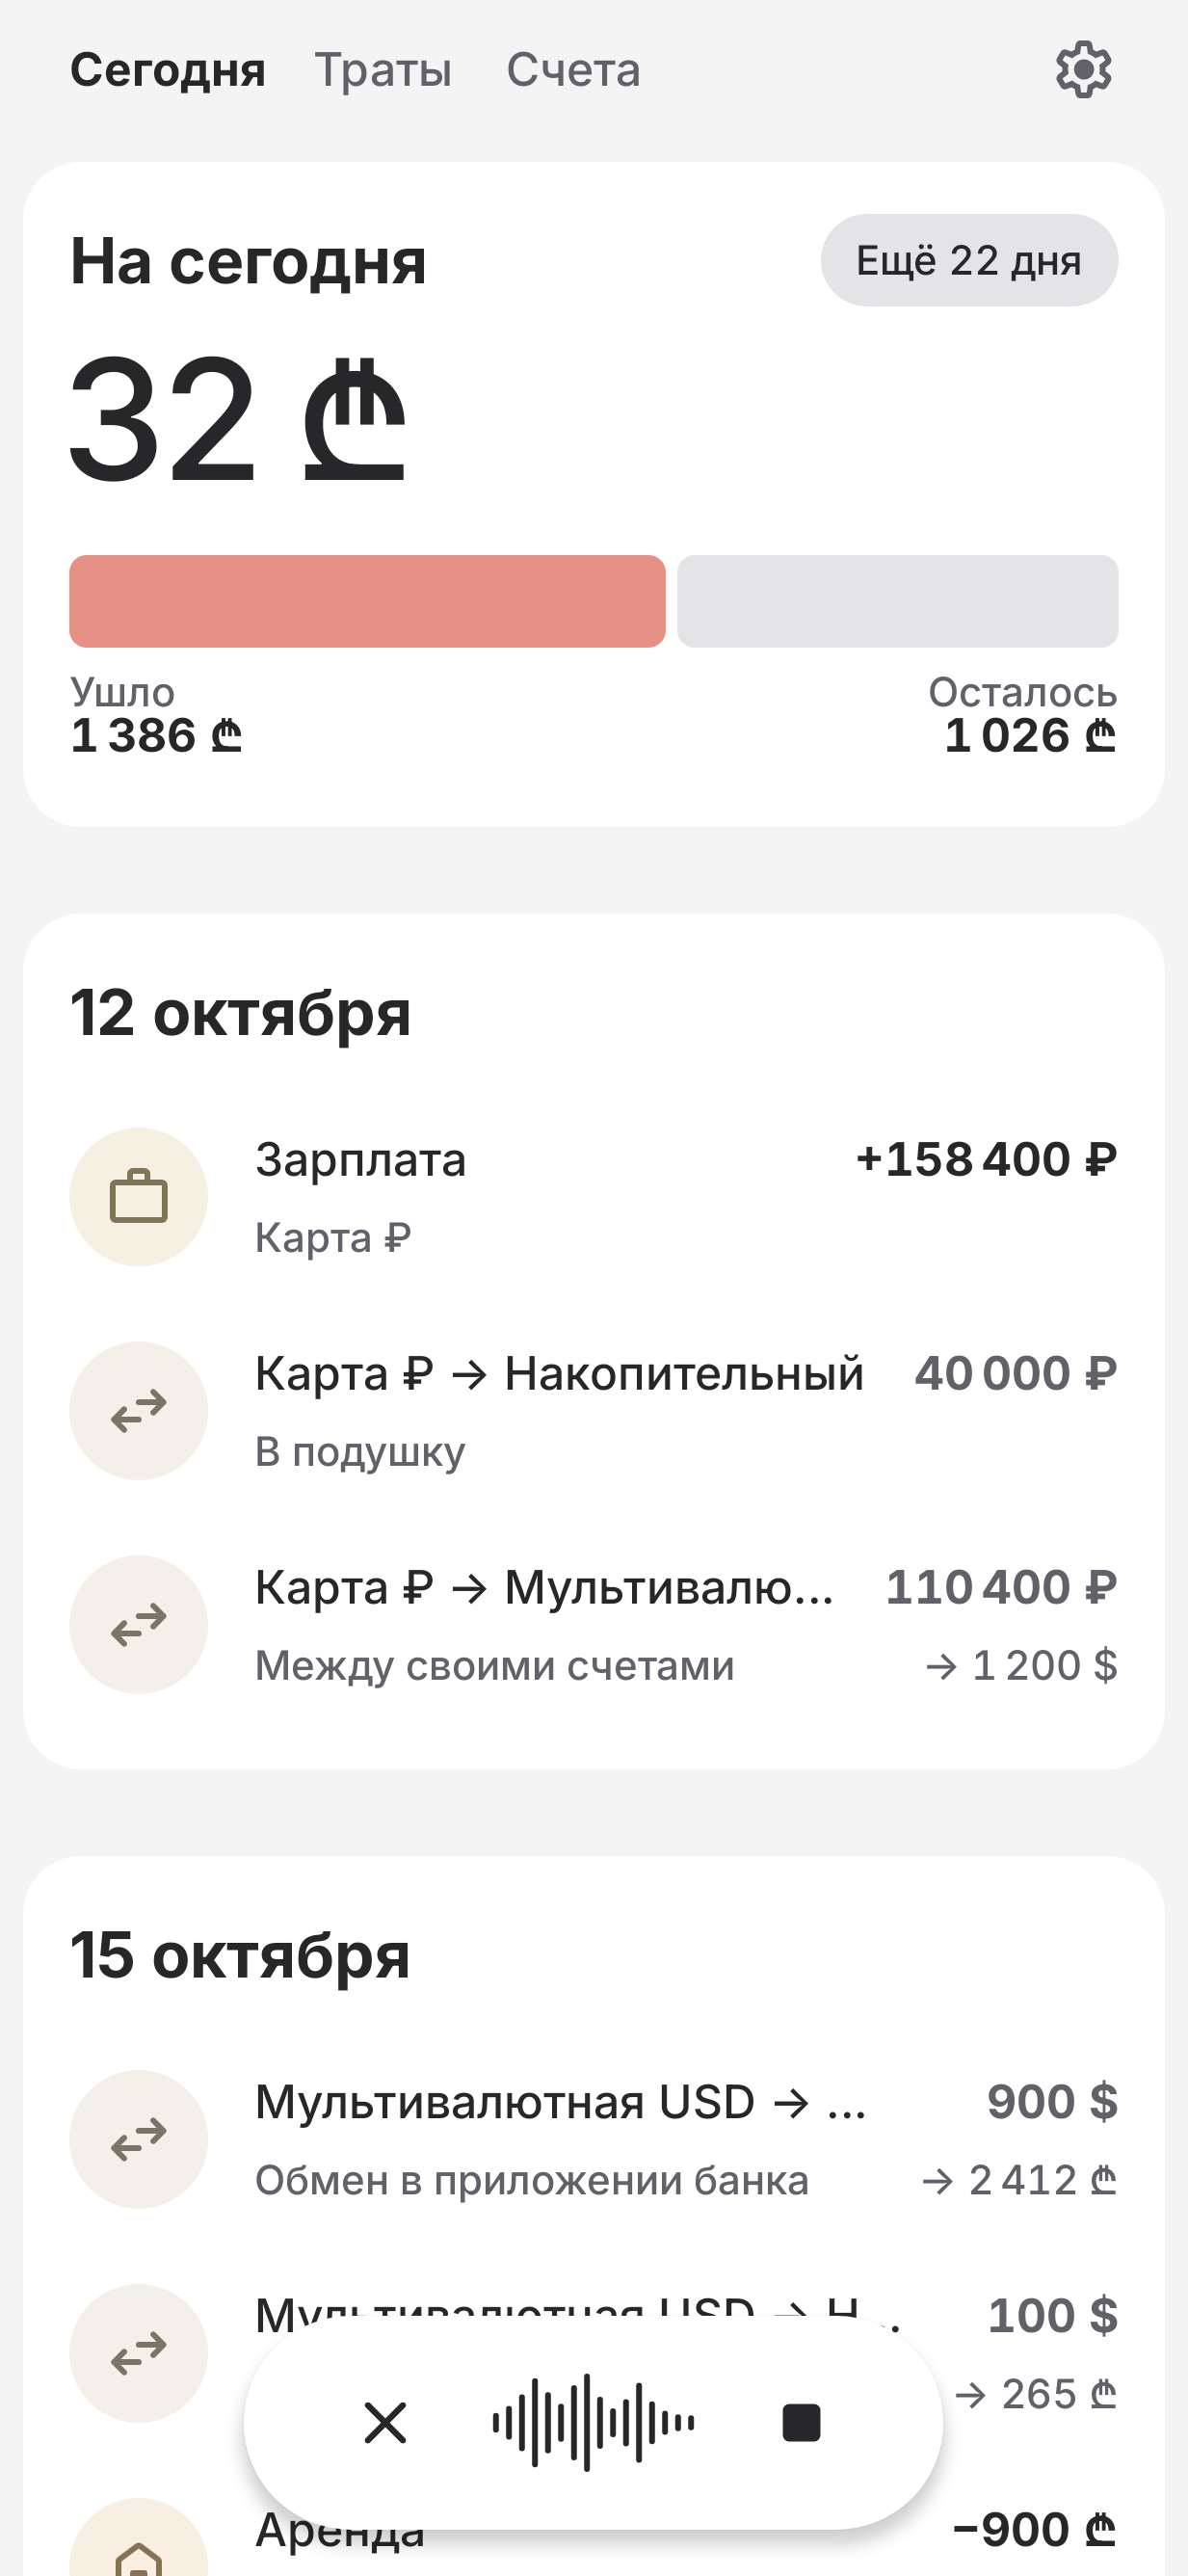 Сегодня Траты Счета
На сегодня
Ещё 22 дня
32 ₾
Ушло
Осталось
1 386 ₾
1 026 ₾
12 октября
Зарплата
+158 400 ₽
Карта ₽
Карта ₽ → Накопительный
40 000 ₽
В подушку
Карта ₽ → Мультивалю...
110 400 ₽
Между своими счетами
→ 1 200 $
15 октября
Мультивалютная USD → ...
900 $
Обмен в приложении банка
→ 2 412 ₾
Мультивалютная USD → Н...
100 $
→ 265 ₾
Аренда
−900 ₾